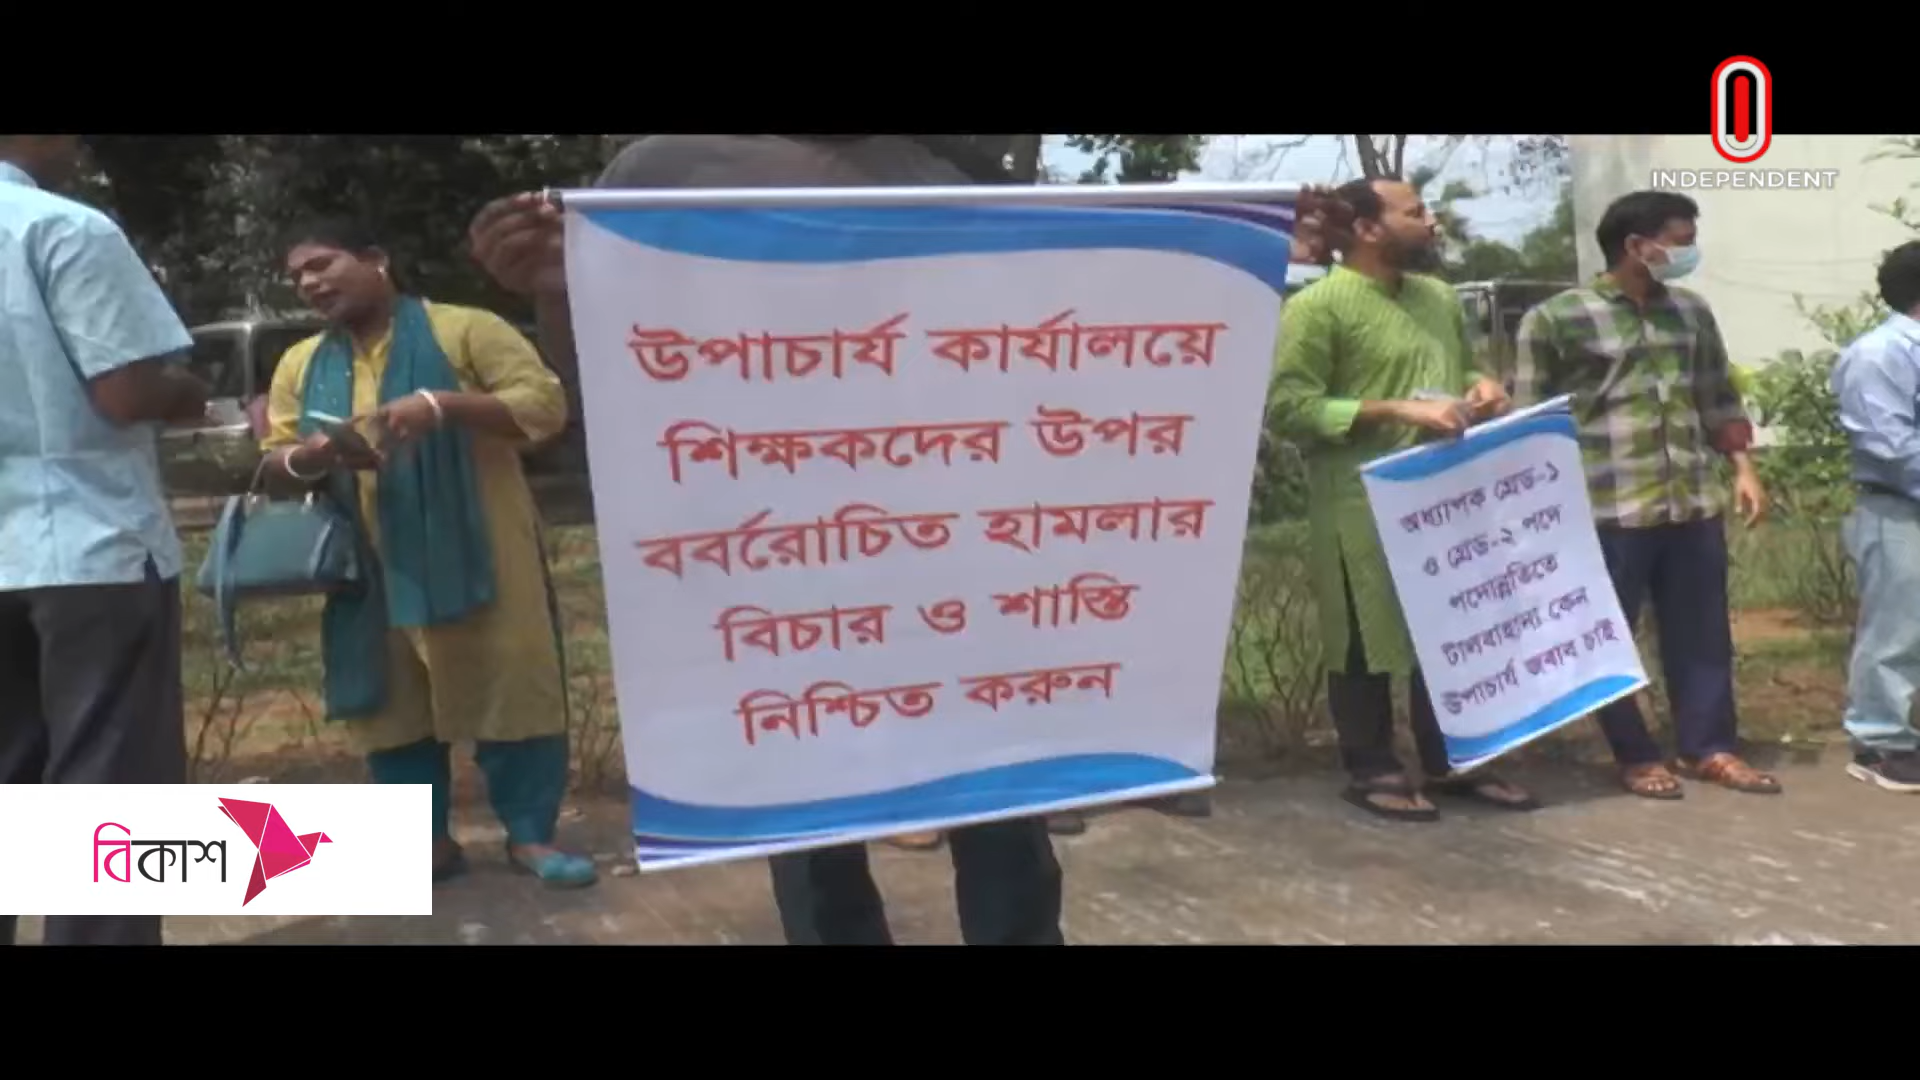 INDEPENDENT
উপাচার্য কার্যালয়ে
শিক্ষকদের উপর
বর্বরোচিত হামলার
বিচার ও শাস্তি
নিশ্চিত করুন
অধ্যাপক গ্রেড-১
ও গ্রেড-২ পদে
পদোন্নতিতে
টালবাহানা কেন
উপাচার্য জবাব চাই
বিকাশ